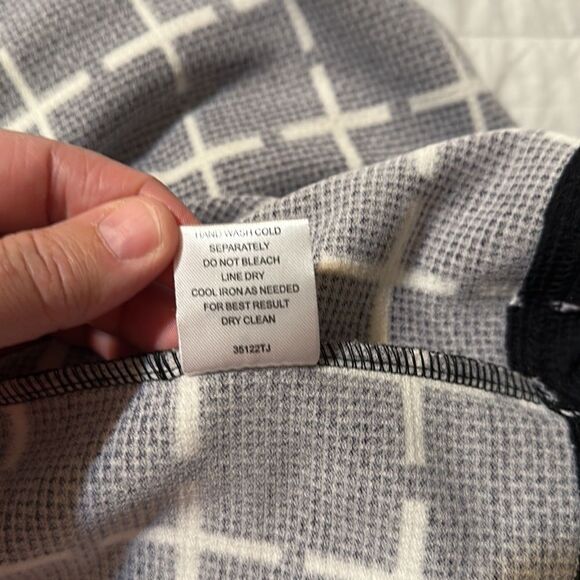 HAND WASH COLD
SEPARATELY
DO NOT BLEACH
LINE DRY
COOL IRON AS NEEDED
FOR BEST RESULT
DRY CLEAN
35122TJ